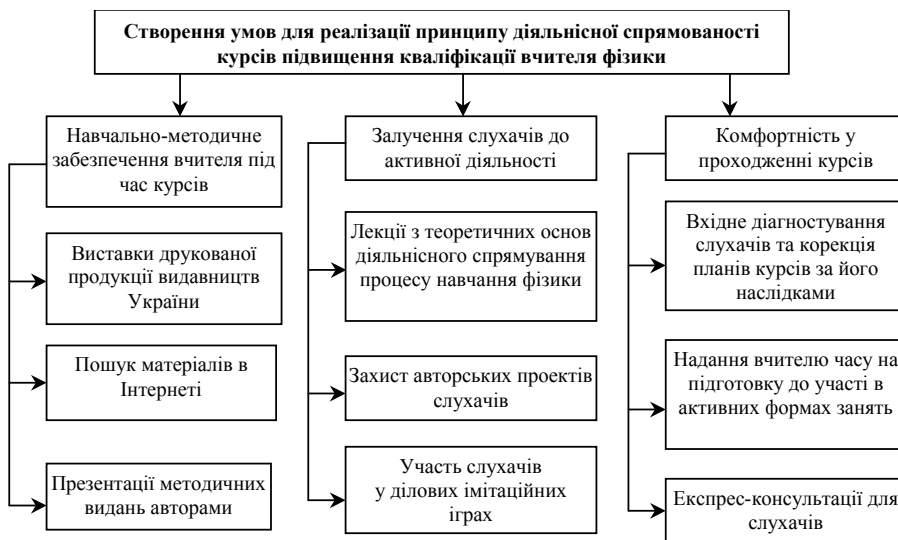 Створення умов для реалізації принципу діяльнісної спрямованості
курсів підвищення кваліфікації вчителя фізики
Навчально-методичне
забезпечення вчителя під
час курсів
Виставки друкованої
продукції видавництв
України
Пошук матеріалів в
Інтернеті
Презентації методичних
видань авторами
Залучення слухачів до
активної діяльності
Лекції з теоретичних основ
діяльнісного спрямування
процесу навчання фізики
Захист авторських проектів
слухачів
Участь слухачів
у ділових імітаційних
іграх
Комфортність у
проходженні курсів
Вхідне діагностування
слухачів та корекція
планів курсів за його
наслідками
Надання вчителю часу на
підготовку до участі в
активних формах занять
Експрес-консультації для
слухачів